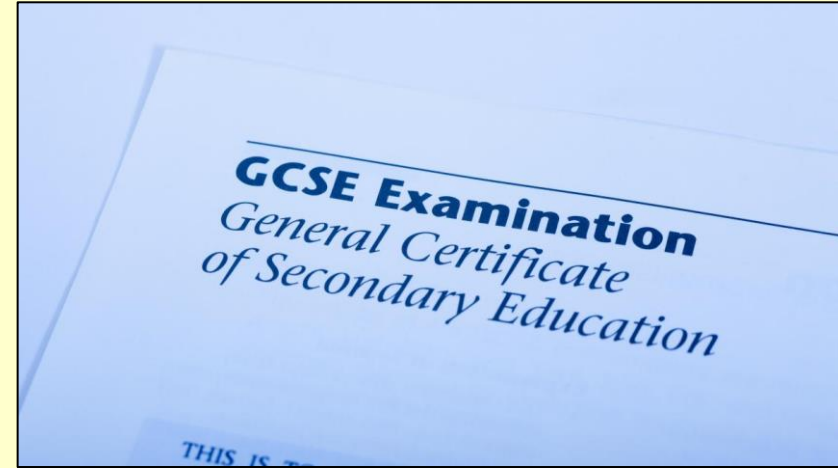 GCSE Examination
General Certificate
of Secondary Education
THIS IS